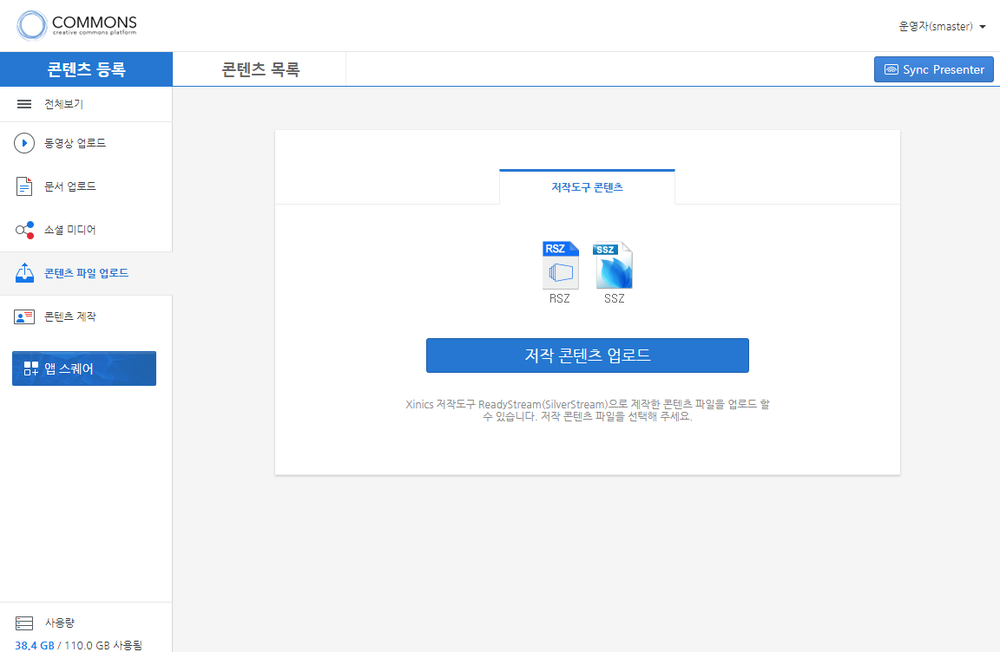 COMMONS
creative commons platform
운영자(smaster)
콘텐츠 등록
콘텐츠 목록
Sync Presenter
전체보기
동영상 업로드
문서 업로드
소셜 미디어
콘텐츠 파일 업로드
콘텐츠 제작
앱 스퀘어
저작도구 콘텐츠
RSZ
SSZ
RSZ
SSZ
저작 콘텐츠 업로드
Xinics 저작도구 ReadyStream(SilverStream)으로 제작한 콘텐츠 파일을 업로드 할
수 있습니다. 저작 콘텐츠 파일을 선택해 주세요.
사용량
38.4 GB / 110.0 GB 사용됨